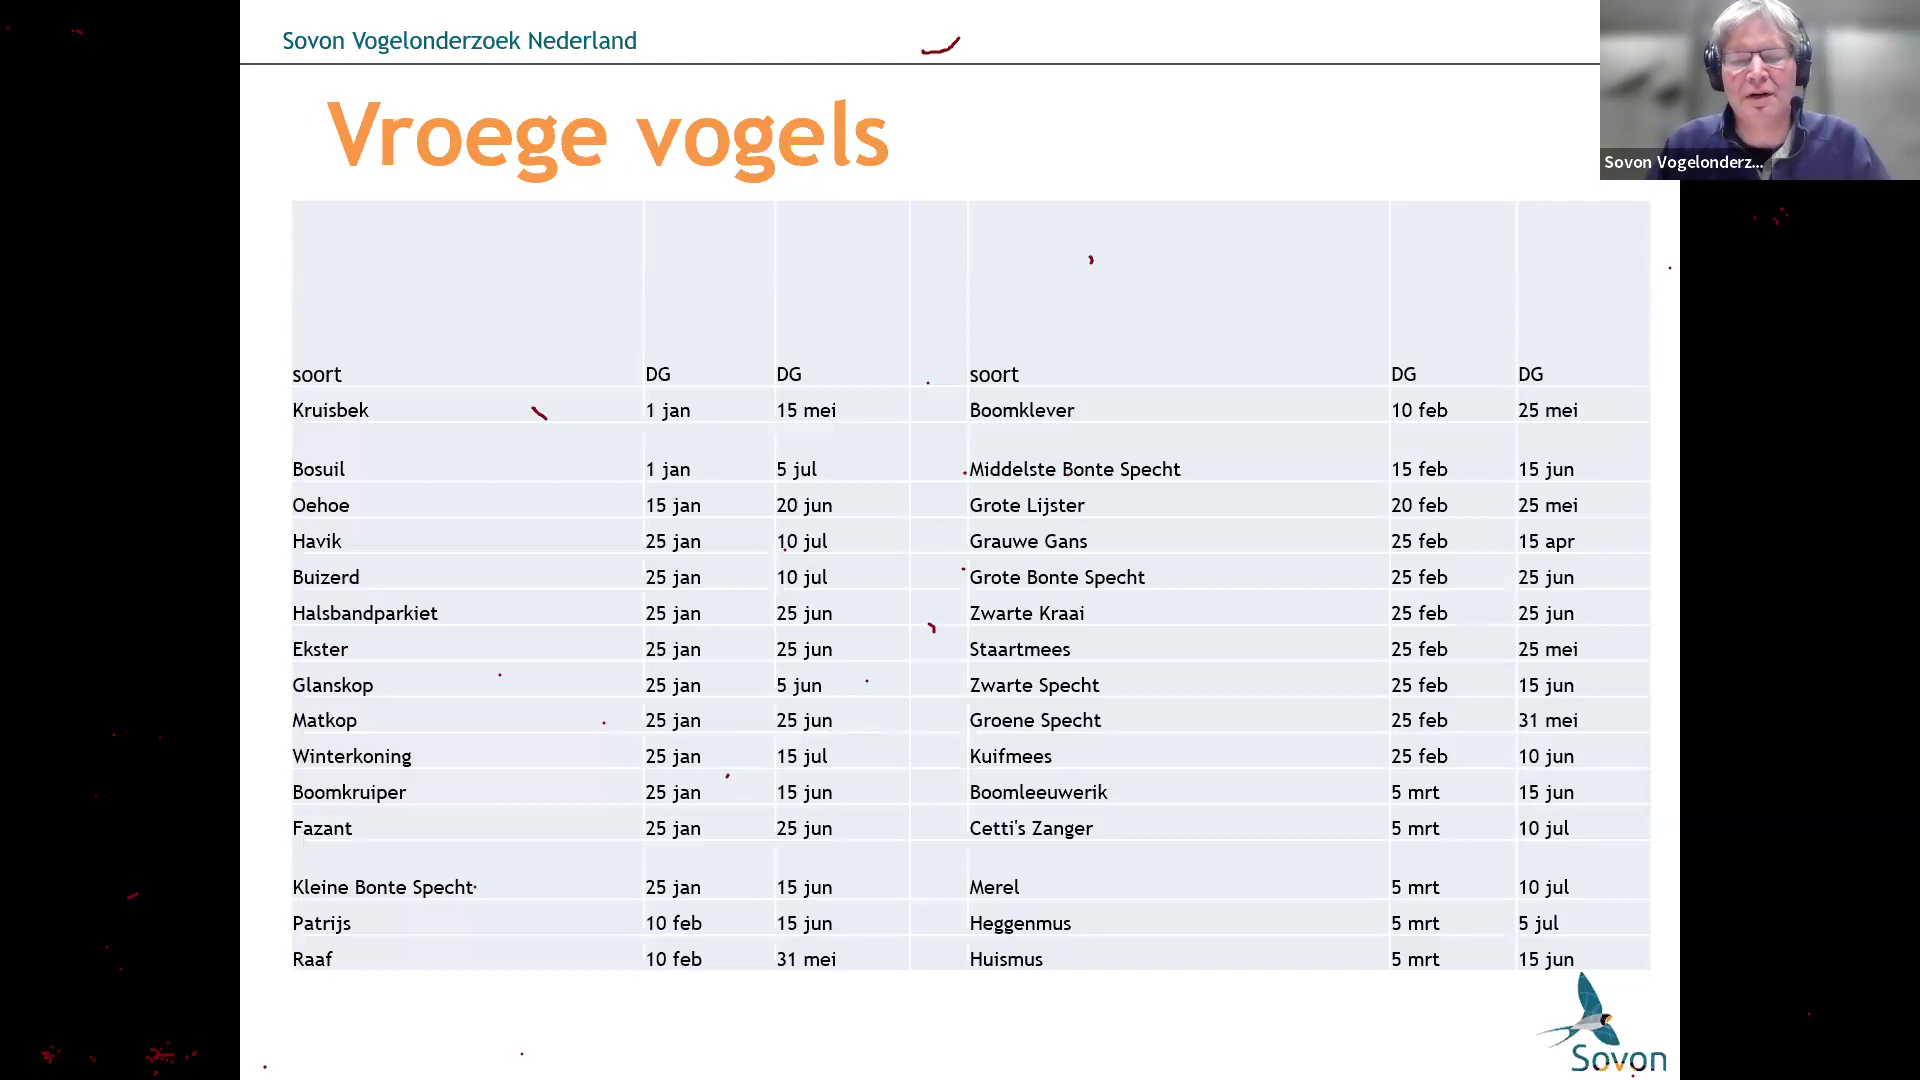 Sovon Vogelonderzoek Nederland
Sovon Vogelonderz...
Vroege vogels
soort DG DG soort DG DG
Kruisbek 1 jan 15 mei Boomklever 10 feb 25 mei
Bosuil 1 jan 5 jul Middelste Bonte Specht 15 feb 15 jun
Oehoe 15 jan 20 jun Grote Lijster 20 feb 25 mei
Havik 25 jan 10 jul Grauwe Gans 25 feb 15 apr
Buizerd 25 jan 10 jul Grote Bonte Specht 25 feb 25 jun
Halsbandparkiet 25 jan 25 jun Zwarte Kraai 25 feb 25 jun
Ekster 25 jan 25 jun Staartmees 25 feb 25 mei
Glanskop 25 jan 5 jun Zwarte Specht 25 feb 15 jun
Matkop 25 jan 25 jun Groene Specht 25 feb 31 mei
Winterkoning 25 jan 15 jul Kuifmees 25 feb 10 jun
Boomkruiper 25 jan 15 jun Boomleeuwerik 5 mrt 15 jun
Fazant 25 jan 25 jun Cetti's Zanger 5 mrt 10 jul
Kleine Bonte Specht 25 jan 15 jun Merel 5 mrt 10 jul
Patrijs 10 feb 15 jun Heggenmus 5 mrt 5 jul
Raaf 10 feb 31 mei Huismus 5 mrt 15 jun
Sovon